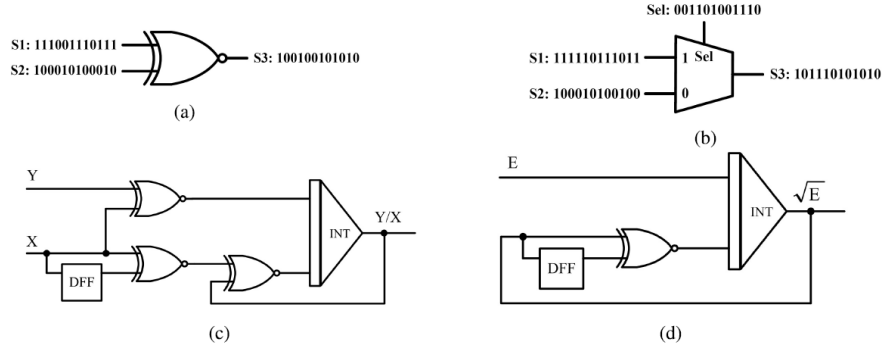 Sel: 001101001110
S1: 111001110111
S2: 100010100010
S3: 100100101010
(a)
S1: 111110111011
S2: 100010100100
1 Sel
0
S3: 101110101010
(b)
Y
X
DFF
INT
Y/X
(c)
E
DFF
INT
√E
(d)